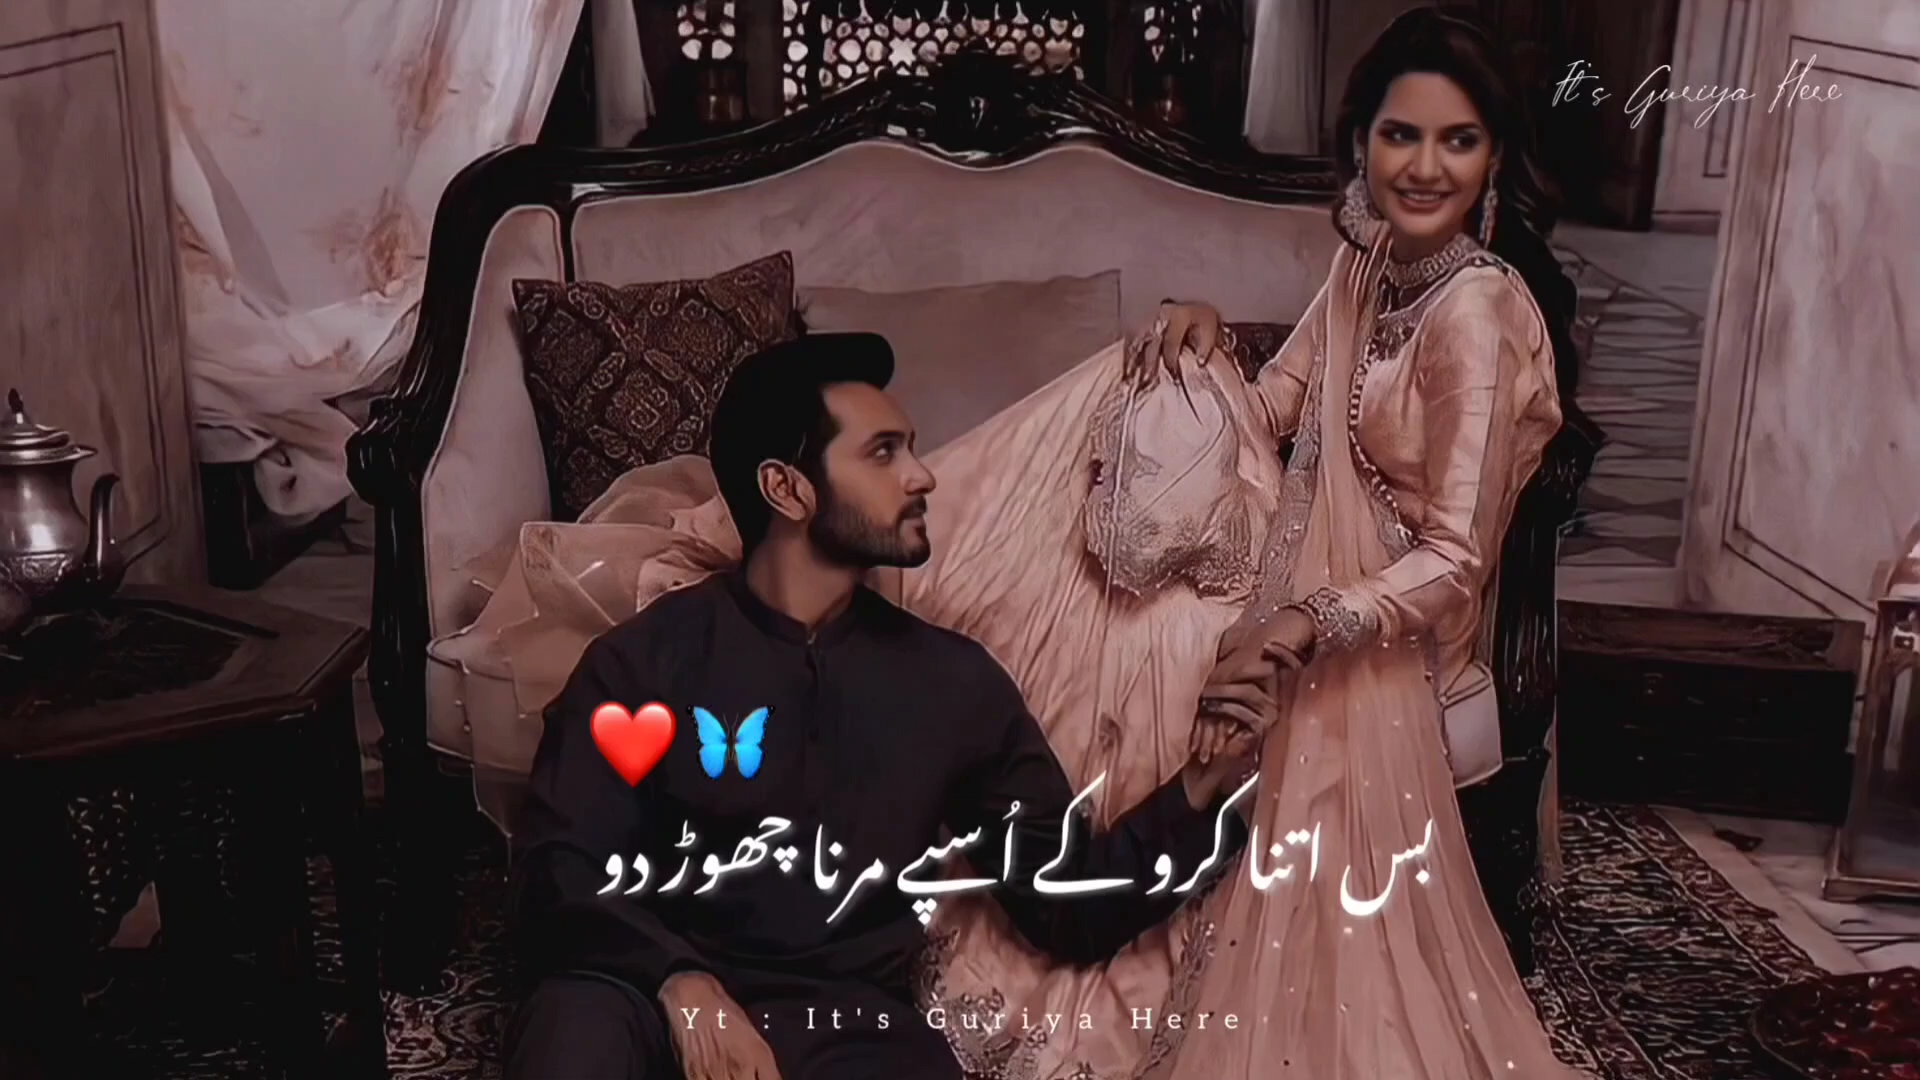 It's Guriya Here
❤️🦋
بس اتنا کرو کے اُسپے مرنا چھوڑ دو
Yt : It's Guriya Here